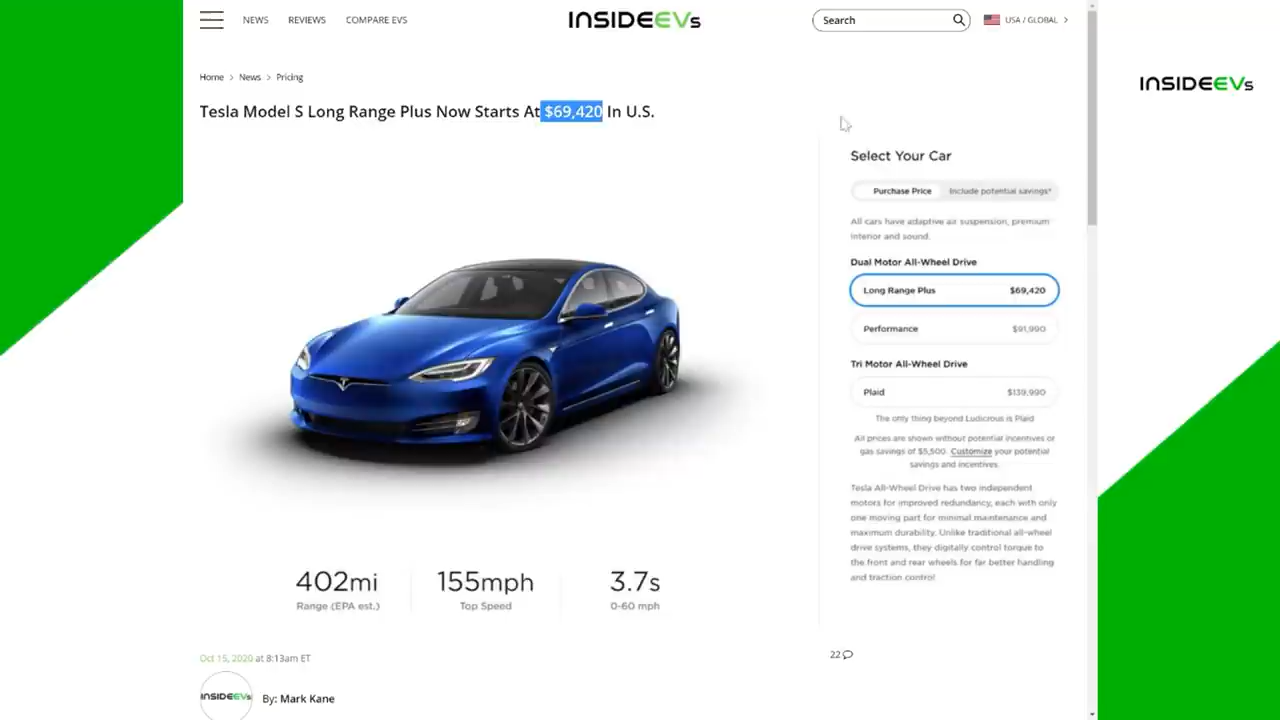 NEWS REVIEWS COMPARE EVS
INSIDEEVs
Search
USA / GLOBAL
INSIDEEVs
Home > News > Pricing
Tesla Model S Long Range Plus Now Starts At $69,420 In U.S.
Select Your Car
Purchase Price Include potential savings*
All cars have adaptive air suspension, premium
interior and sound.
Dual Motor All-Wheel Drive
Long Range Plus $69,420
Performance $91,990
Tri Motor All-Wheel Drive
Plaid $139,990
The only thing beyond Ludicrous is Plaid
All prices are shown without potential incentives or
gas savings of $5,500. Customize your potential
savings and incentives.
Tesla All-Wheel Drive has two independent
motors for improved redundancy, each with only
one moving part for minimal maintenance and
maximum durability. Unlike traditional all-wheel
drive systems, they digitally control torque to
the front and rear wheels for far better handling
and traction control
402mi 155mph 3.7s
Range (EPA est.) Top Speed 0-60 mph
Oct 15, 2020 at 8:13am ET
22
INSIDEEVs
By: Mark Kane